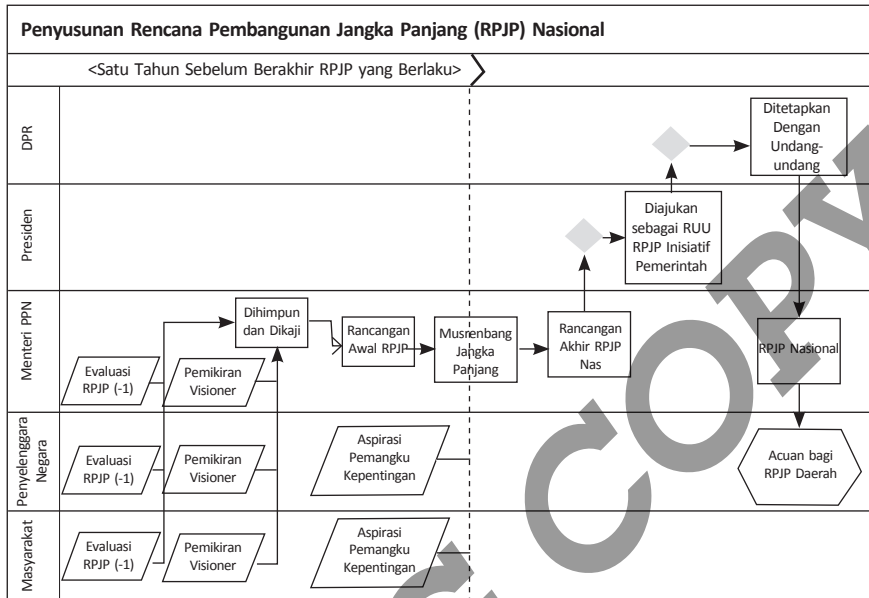 Penyusunan Rencana Pembangunan Jangka Panjang (RPJP) Nasional
<Satu Tahun Sebelum Berakhir RPJP yang Berlaku>
DPR
Ditetapkan
Dengan
Undang-
undang
Presiden
Diajukan
sebagai RUU
RPJP Inisiatif
Pemerintah
Menteri PPN
Dihimpun
dan Dikaji
Rancangan
Awal RPJP
Musrenbang
Jangka
Panjang
Rancangan
Akhir RPJP
Nas
RPJP Nasional
Evaluasi
RPJP (-1)
Pemikiran
Visioner
Penyelenggara
Negara
Evaluasi
RPJP (-1)
Pemikiran
Visioner
Aspirasi
Pemangku
Kepentingan
Acuan bagi
RPJP Daerah
Masyarakat
Evaluasi
RPJP (-1)
Pemikiran
Visioner
Aspirasi
Pemangku
Kepentingan
COPY